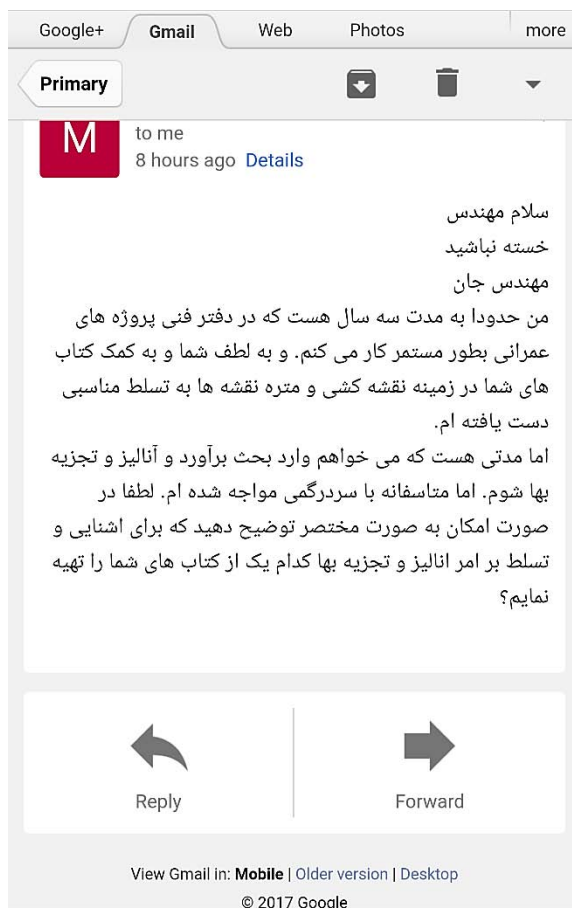 Google+ Gmail Web Photos more
Primary
M
to me
8 hours ago Details
سلام مهندس
خسته نباشید
مهندس جان
من حدودا به مدت سه سال هست که در دفتر فنی پروژه های
عمرانی بطور مستمر کار می کنم. و به لطف شما و به کمک کتاب
های شما در زمینه نقشه کشی و متره نقشه ها به تسلط مناسبی
دست یافته ام.
اما مدتی هست که می خواهم وارد بحث برآورد و آنالیز و تجزیه
بها شوم. اما متاسفانه با سردرگمی مواجه شده ام. لطفا در
صورت امکان به صورت مختصر توضیح دهید که برای اشنایی و
تسلط بر امر انالیز و تجزیه بها کدام یک از کتاب های شما را تهیه
نمایم؟
Reply Forward
View Gmail in: Mobile | Older version | Desktop
© 2017 Google